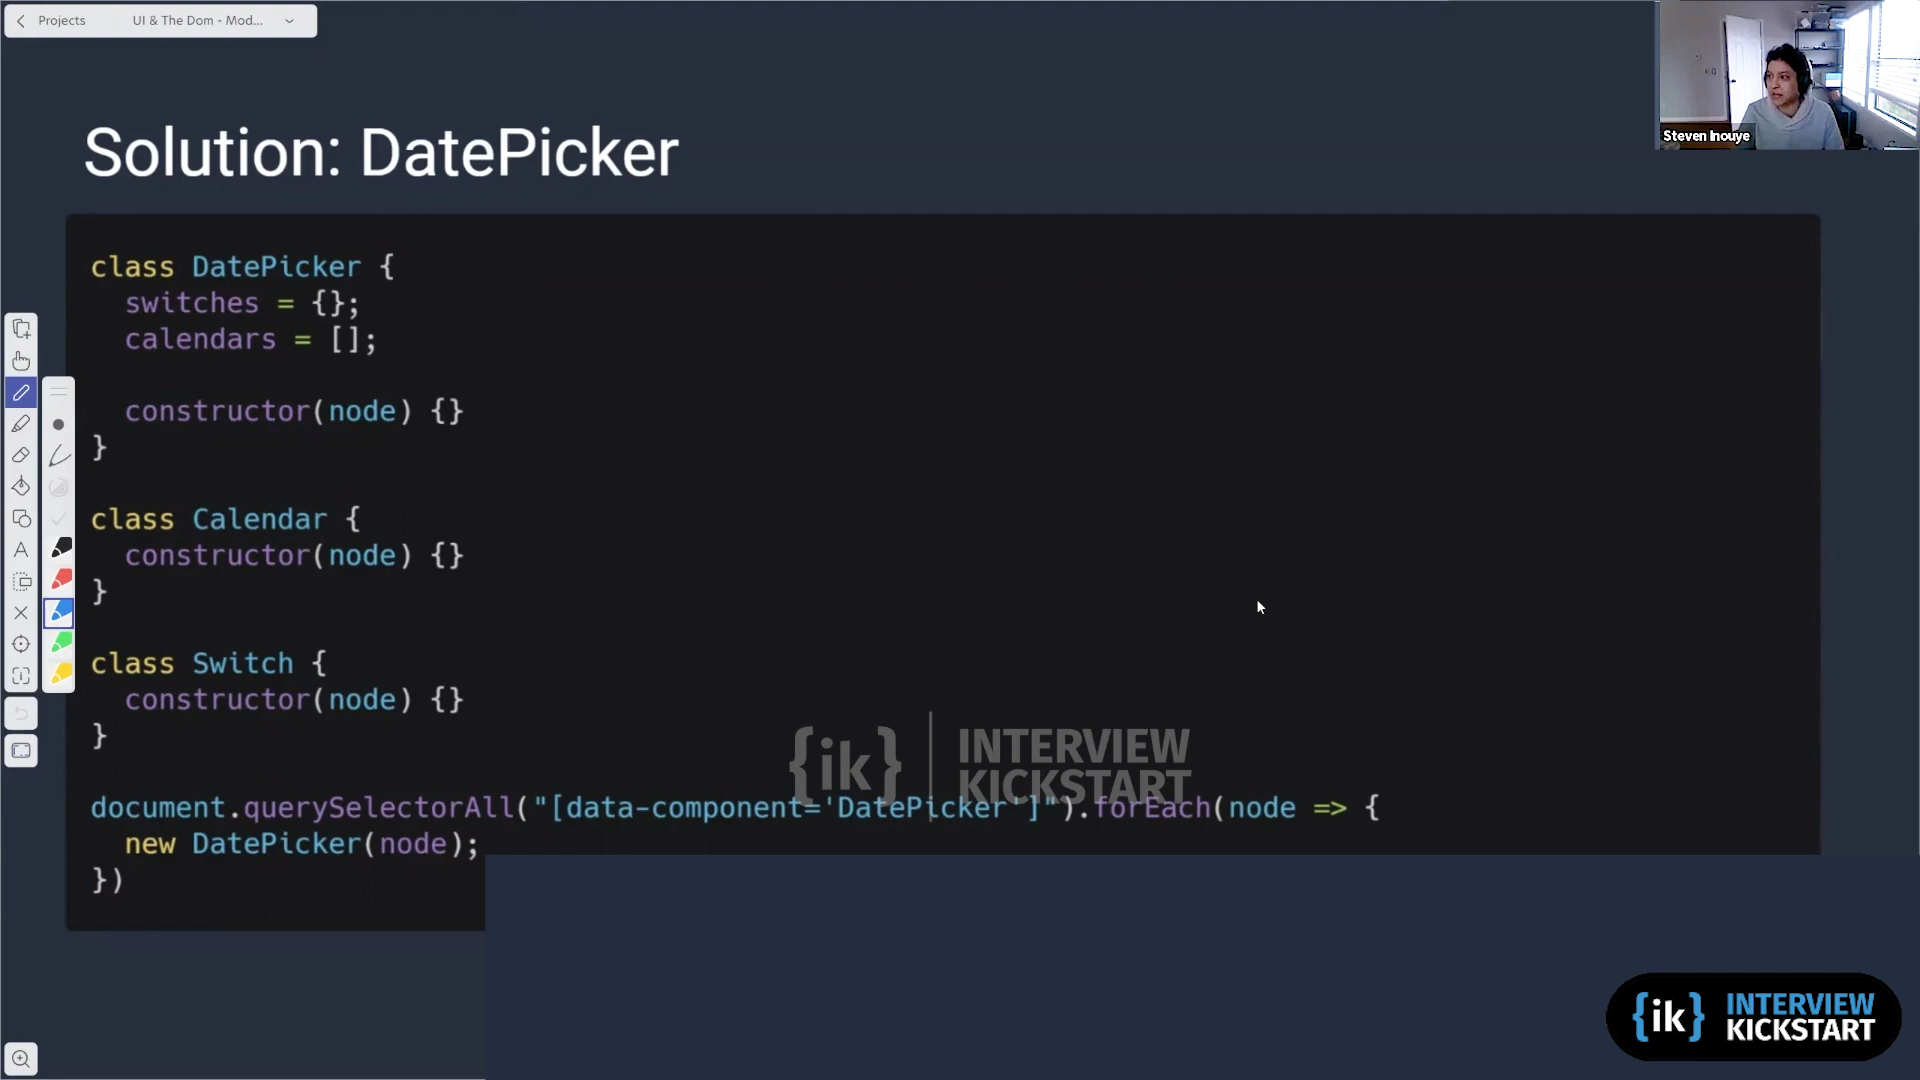 Projects
UI & The Dom - Mod...
Steven Inouye
Solution: DatePicker
class DatePicker {
switches = {};
calendars = [];
constructor(node) {}
}
class Calendar {
constructor(node) {}
}
class Switch {
constructor(node) {}
}
document.querySelectorAll("[data-component='DatePicker']").forEach(node => {
new DatePicker(node);
})
{ik} INTERVIEW
KICKSTART
{ik} INTERVIEW
KICKSTART